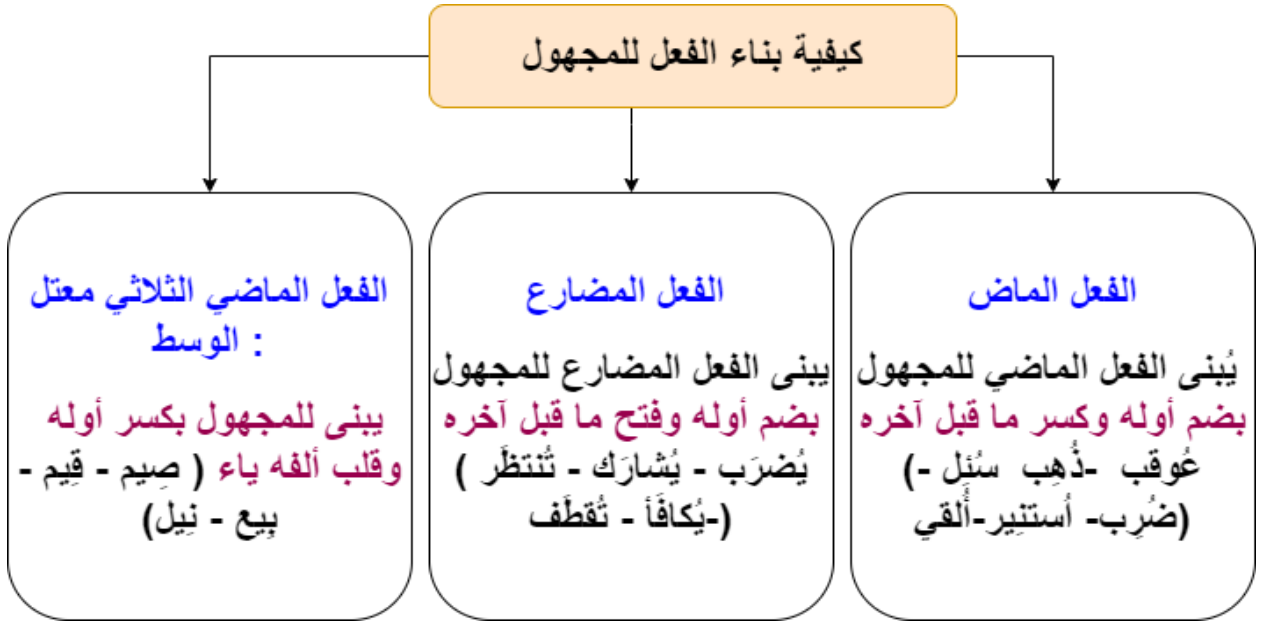 كيفية بناء الفعل للمجهول
الفعل الماض
يُبنى الفعل الماضي للمجهول
بضم أوله وكسر ما قبل آخره
(- عُوقب -ذُهِب سُئِل
ضُرِب- اُستنِير-أُلقي)
الفعل المضارع
يبنى الفعل المضارع للمجهول
بضم أوله وفتح ما قبل آخره
( يُضرَب - يُشارَك - تُنتظَر
-يُكافَأ - تُقطَف)
الفعل الماضي الثلاثي معتل
الوسط :
يبنى للمجهول بكسر أوله
وقلب ألفه ياء ( صِيم - قِيم -
بِيع - نِيل)